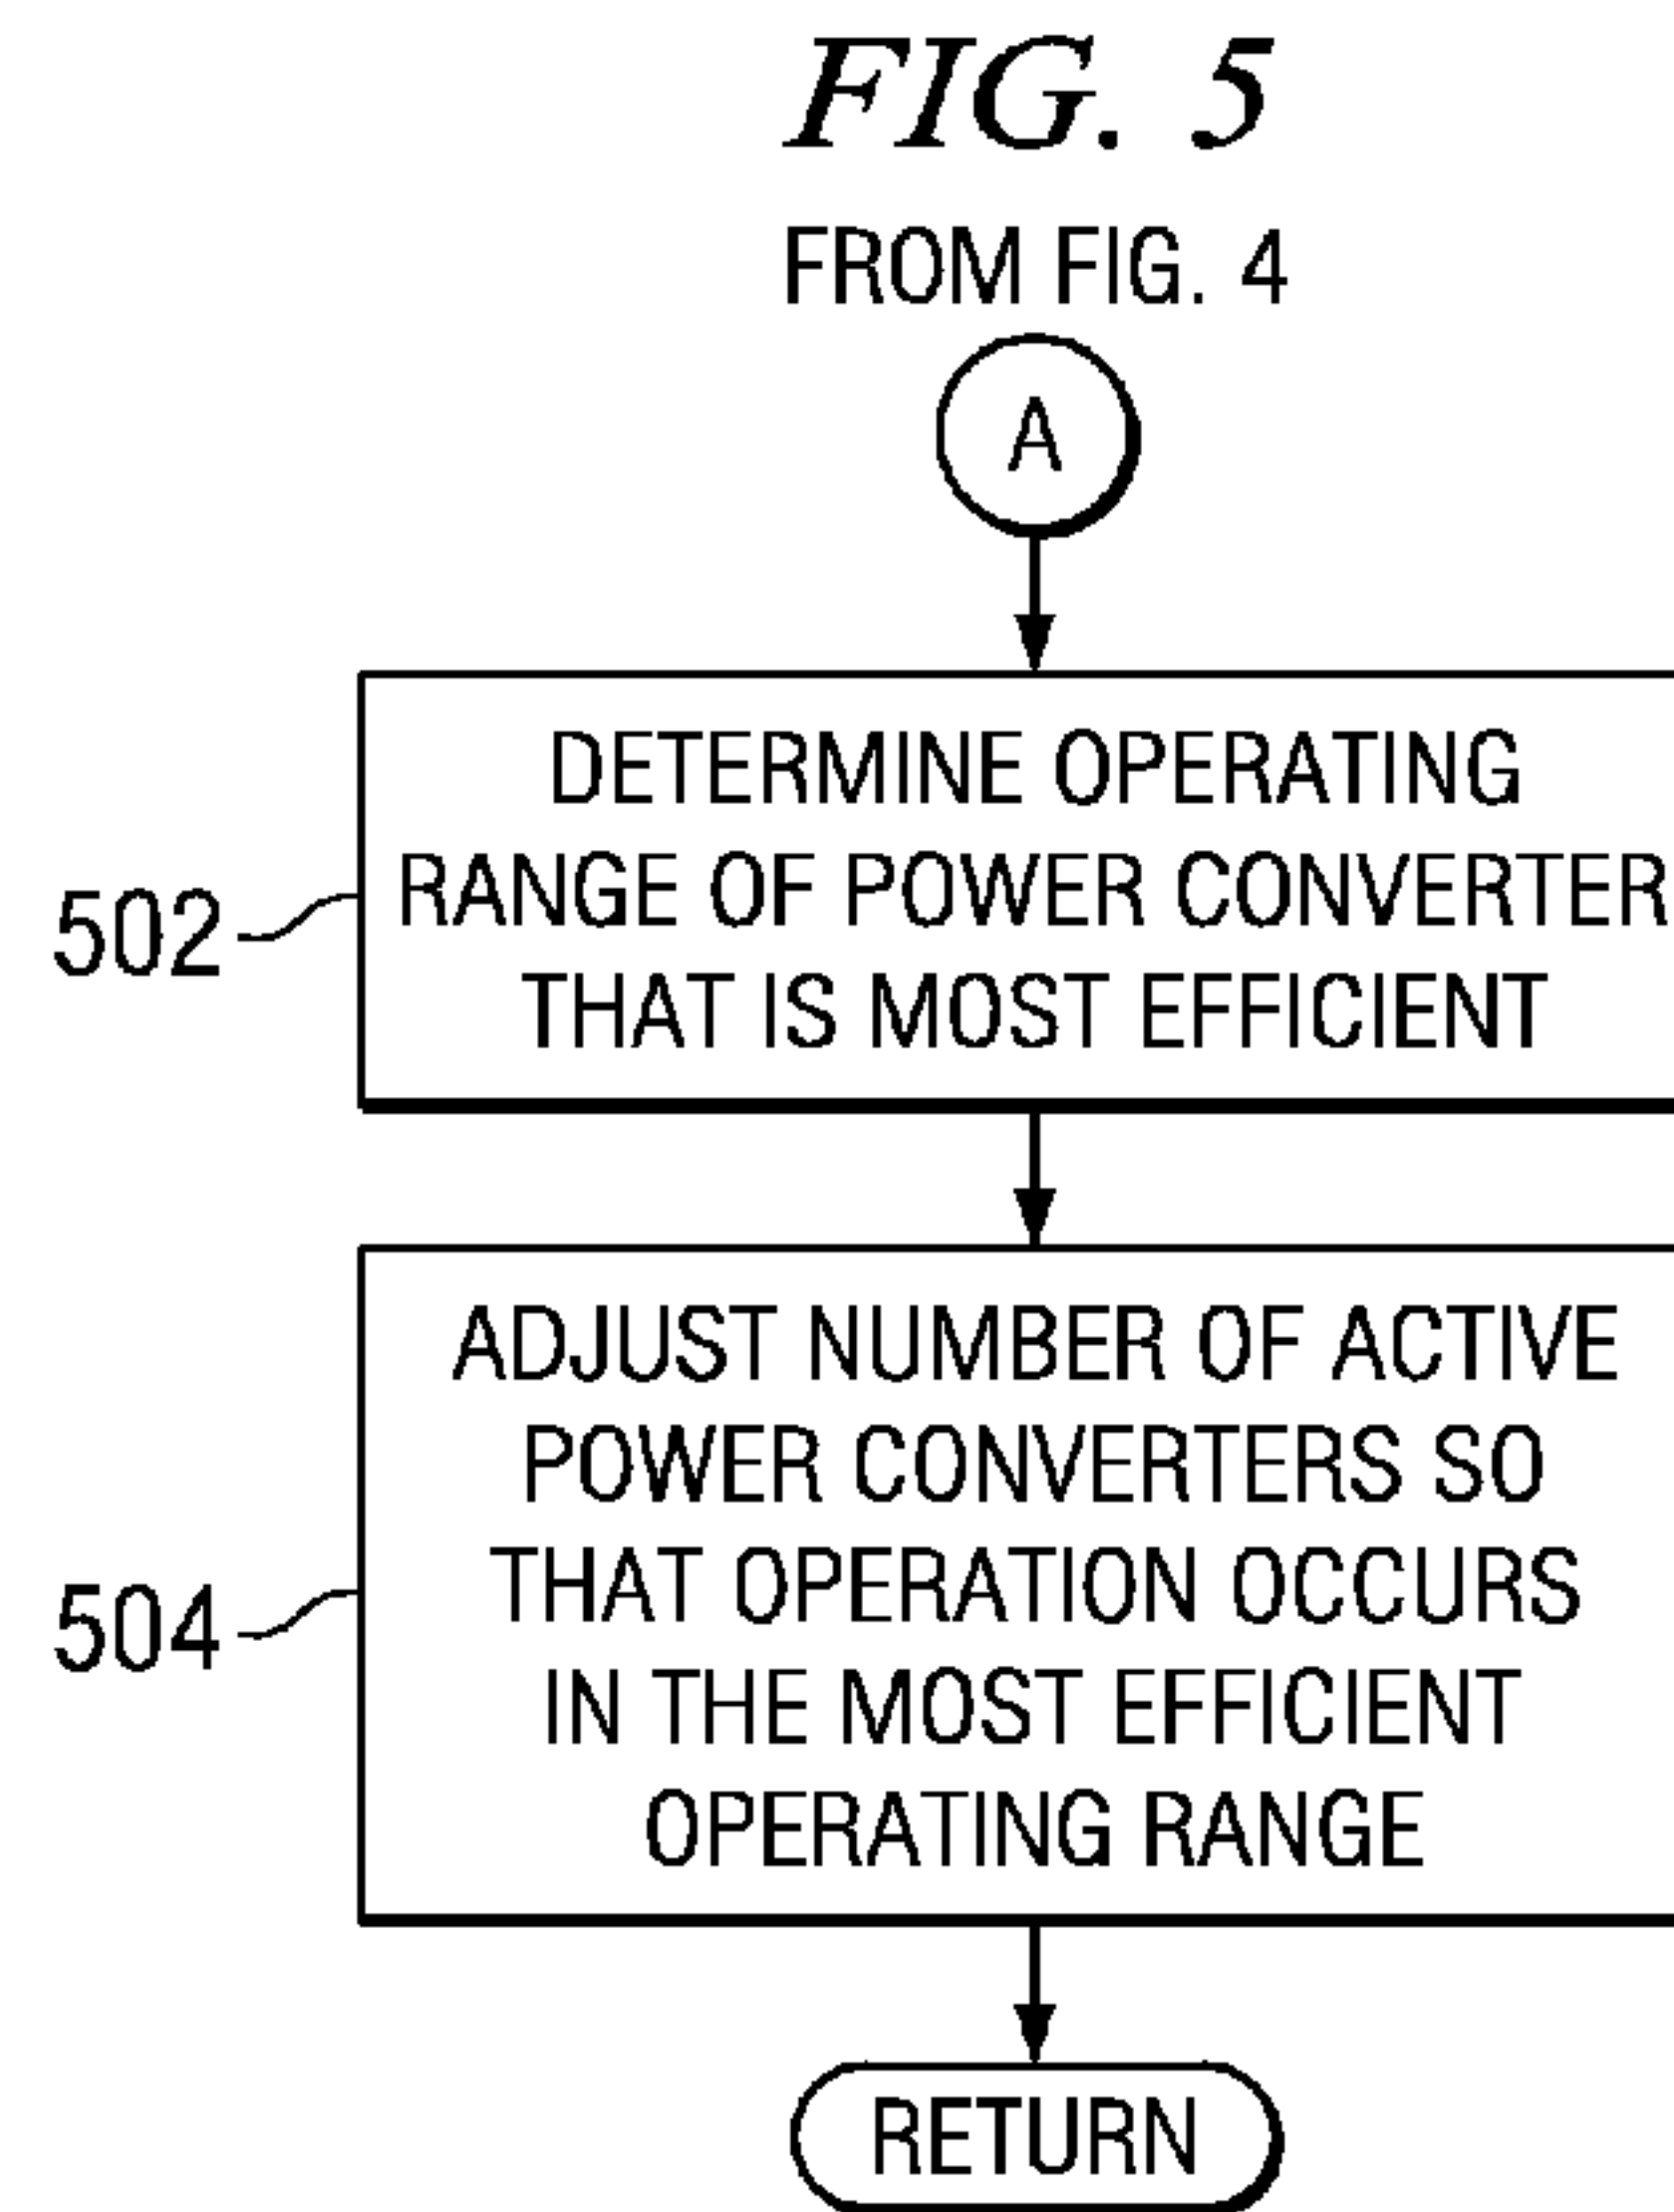 FIG. 5
FROM FIG. 4
A
DETERMINE OPERATING
RANGE OF POWER CONVERTER
THAT IS MOST EFFICIENT
502
ADJUST NUMBER OF ACTIVE
POWER CONVERTERS SO
THAT OPERATION OCCURS
IN THE MOST EFFICIENT
OPERATING RANGE
504
RETURN